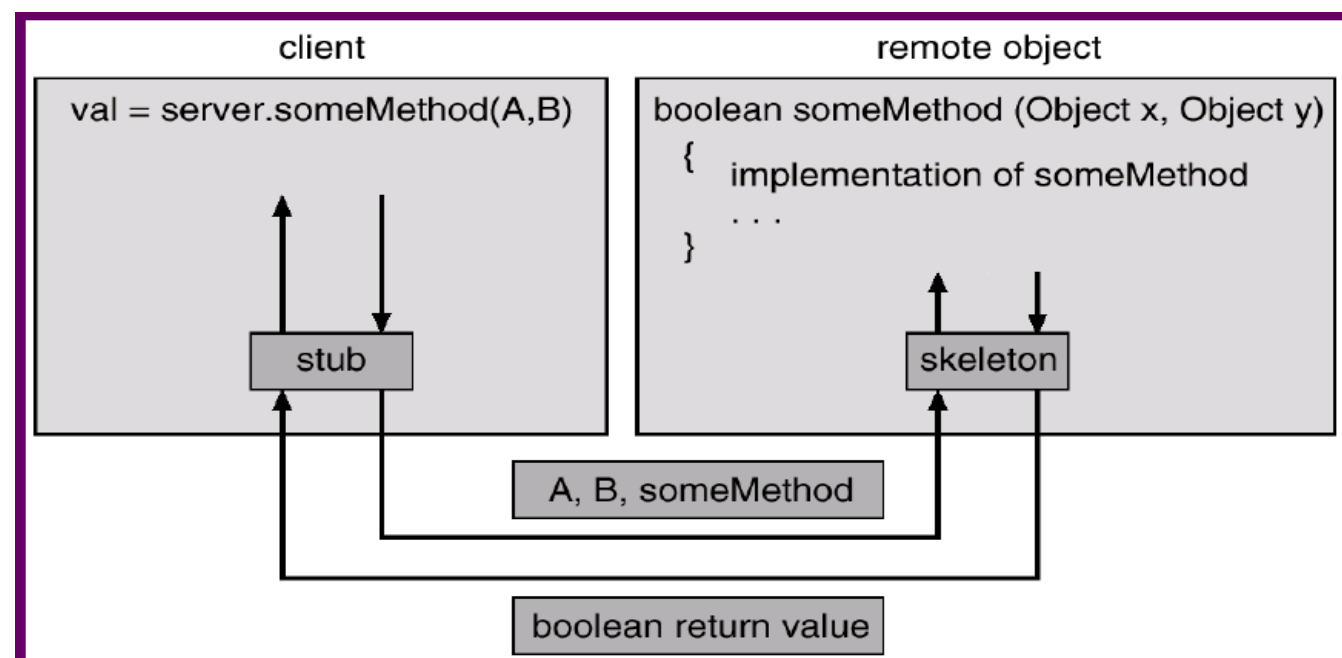 client
val = server.someMethod(A,B)
stub
remote object
boolean someMethod (Object x, Object y)
{
implementation of someMethod
. . .
}
skeleton
A, B, someMethod
boolean return value